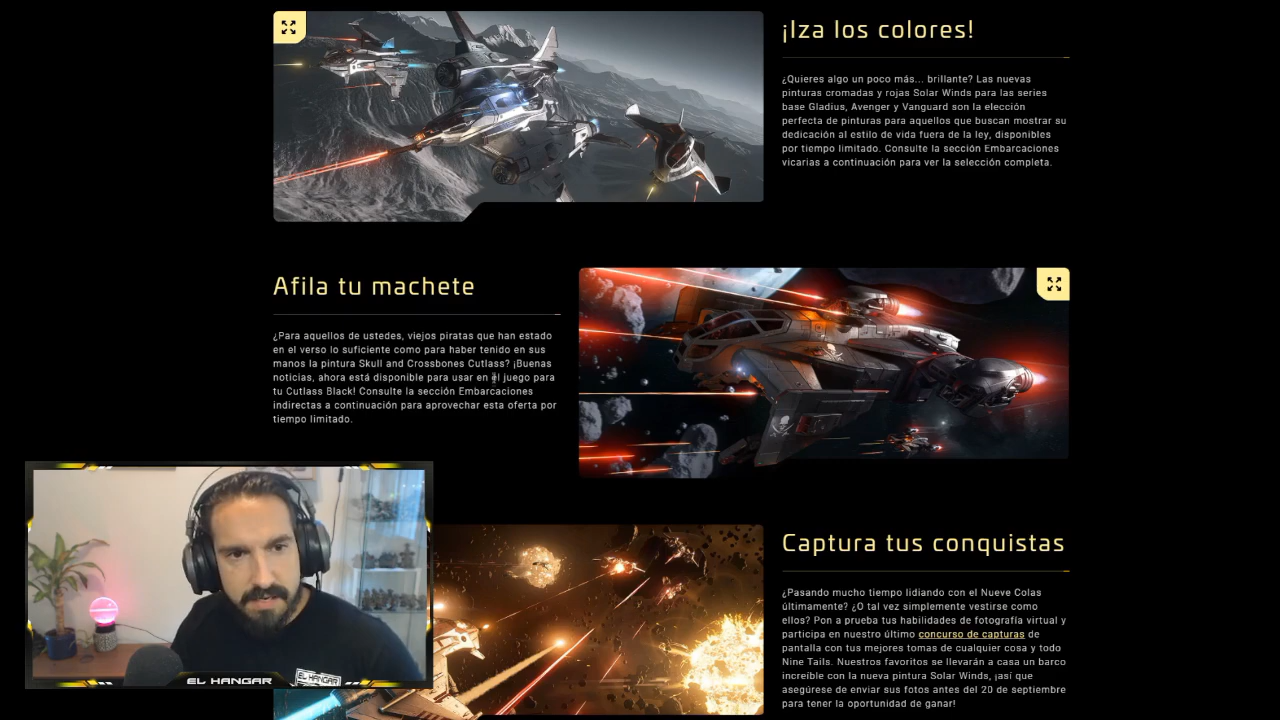 ¡Iza los colores!
¿Quieres algo un poco más... brillante? Las nuevas
pinturas cromadas y rojas Solar Winds para las series
base Gladius, Avenger y Vanguard son la elección
perfecta de pinturas para aquellos que buscan mostrar su
dedicación al estilo de vida fuera de la ley, disponibles
por tiempo limitado. Consulte la sección Embarcaciones
vicarias a continuación para ver la selección completa.
Afila tu machete
¿Para aquellos de ustedes, viejos piratas que han estado
en el verso lo suficiente como para haber tenido en sus
manos la pintura Skull and Crossbones Cutlass? ¡Buenas
noticias, ahora está disponible para usar en el juego para
tu Cutlass Black! Consulte la sección Embarcaciones
indirectas a continuación para aprovechar esta oferta por
tiempo limitado.
Captura tus conquistas
¿Pasando mucho tiempo lidiando con el Nueve Colas
últimamente? ¿O tal vez simplemente vestirse como
ellos? Pon a prueba tus habilidades de fotografía virtual y
participa en nuestro último concurso de capturas de
pantalla con tus mejores tomas de cualquier cosa y todo
Nine Tails. Nuestros favoritos se llevarán a casa un barco
increíble con la nueva pintura Solar Winds, ¡así que
asegúrese de enviar sus fotos antes del 20 de septiembre
para tener la oportunidad de ganar!
EL HANGAR
EL HANGAR